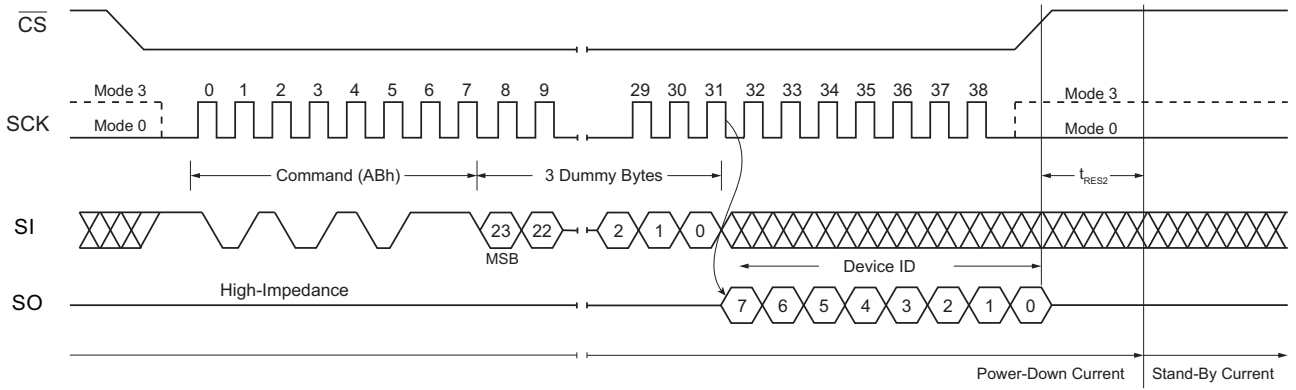 CS
0 1 2 3 4 5 6 7 8 9 29 30 31 32 33 34 35 36 37 38
Mode 3 Mode 3
SCK
Mode 0 Mode 0
Command (ABh) 3 Dummy Bytes tRES2
SI 23 22 2 1 0
MSB
Device ID
High-Impedance
SO 7 6 5 4 3 2 1 0
Power-Down Current Stand-By Current